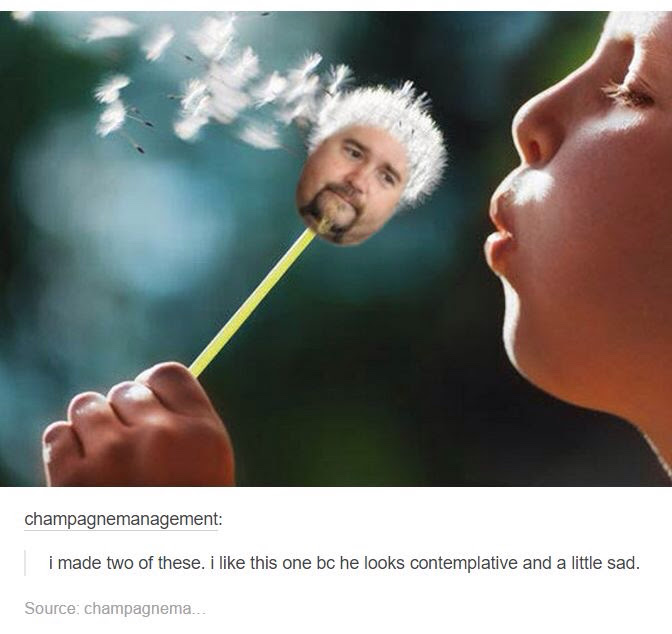 champagnemanagement:
i made two of these. i like this one bc he looks contemplative and a little sad.
Source: champagnema...